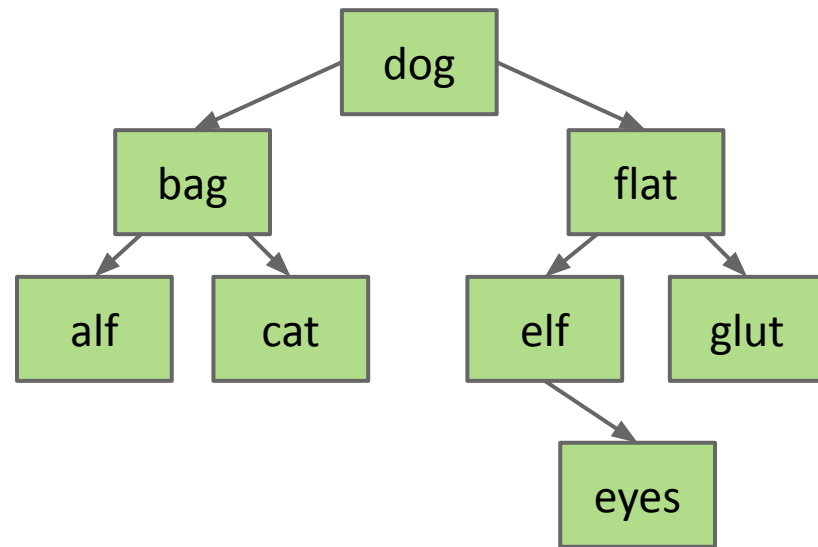 dog
bag
flat
alf
cat
elf
glut
eyes